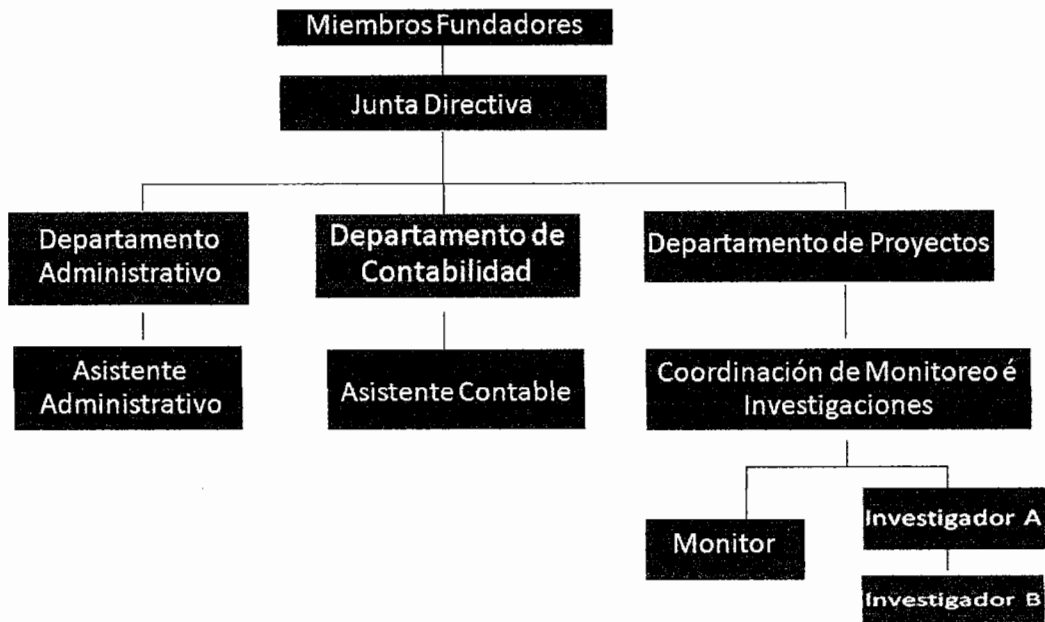 Miembros Fundadores
Junta Directiva
Departamento
Administrativo
Departamento de
Contabilidad
Departamento de Proyectos
Asistente
Administrativo
Asistente Contable
Coordinación de Monitoreo é
Investigaciones
Monitor
Investigador A
Investigador B